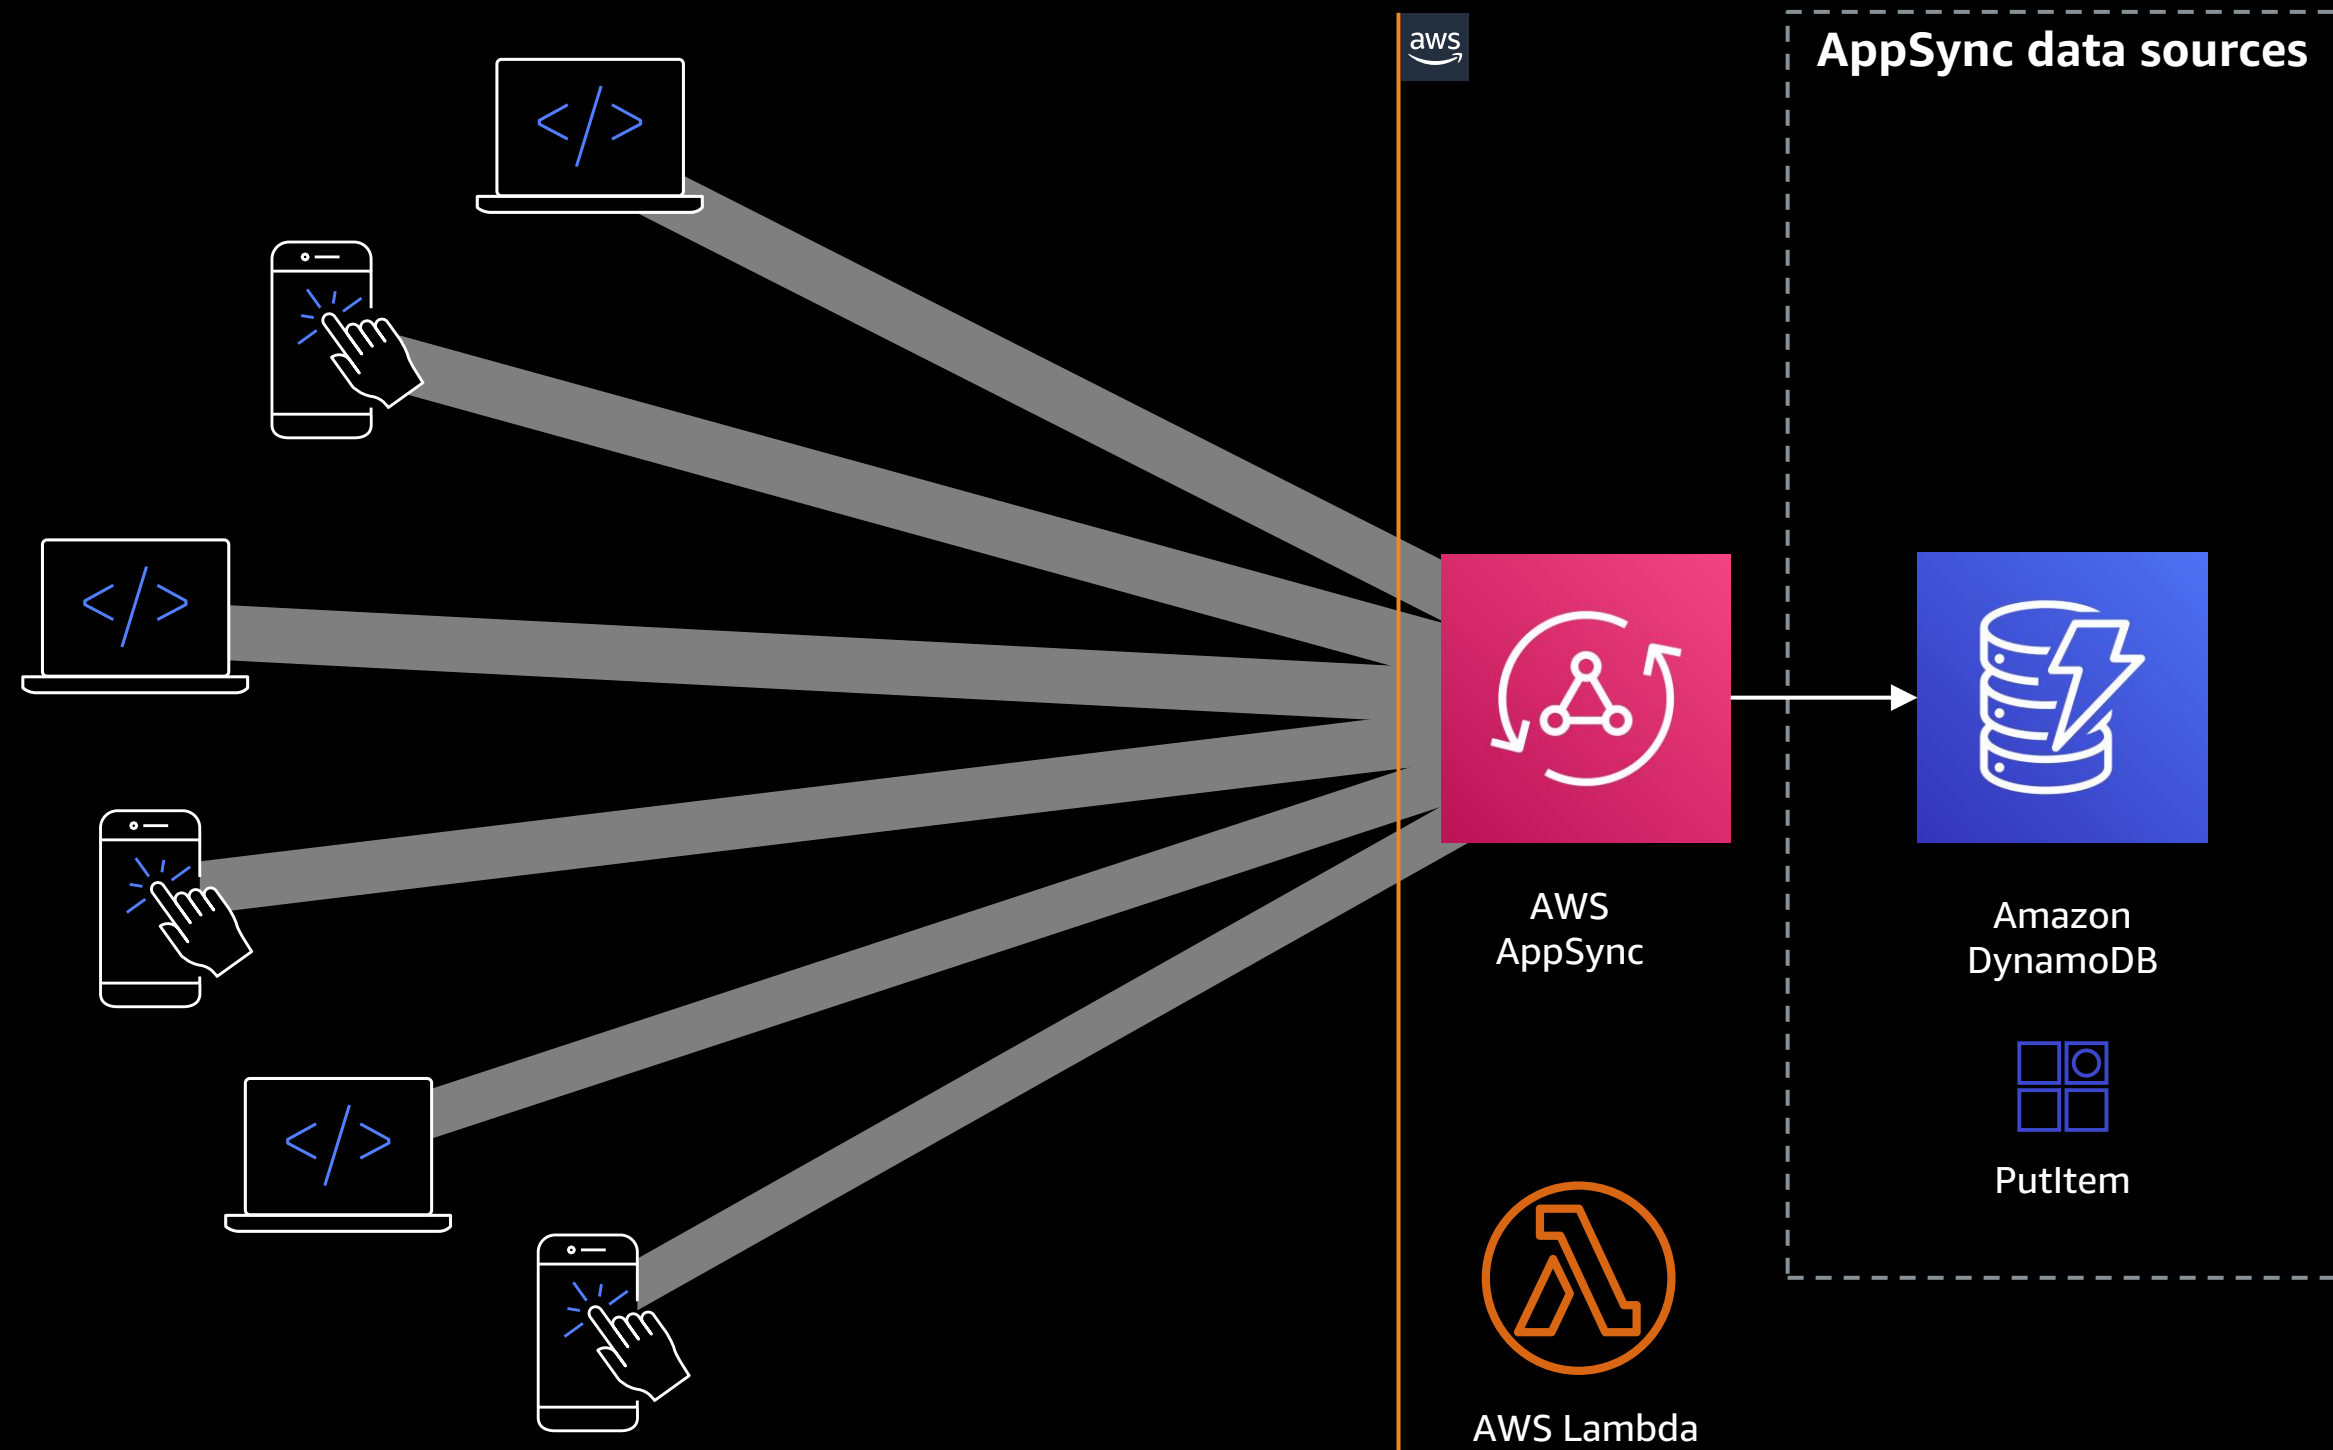 aws
AppSync data sources
AWS
AppSync
Amazon
DynamoDB
PutItem
AWS Lambda